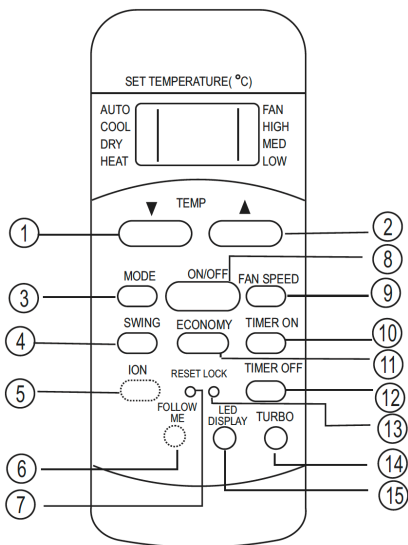 SET TEMPERATURE(°C)
AUTO
COOL
DRY
HEAT
FAN
HIGH
MED
LOW
▼ TEMP ▲
1
2
8
MODE
ON/OFF
FAN SPEED
3
9
SWING
ECONOMY
TIMER ON
4
10
11
ION
RESET LOCK
TIMER OFF
5
12
FOLLOW
ME
LED
DISPLAY
TURBO
13
6
14
7
15